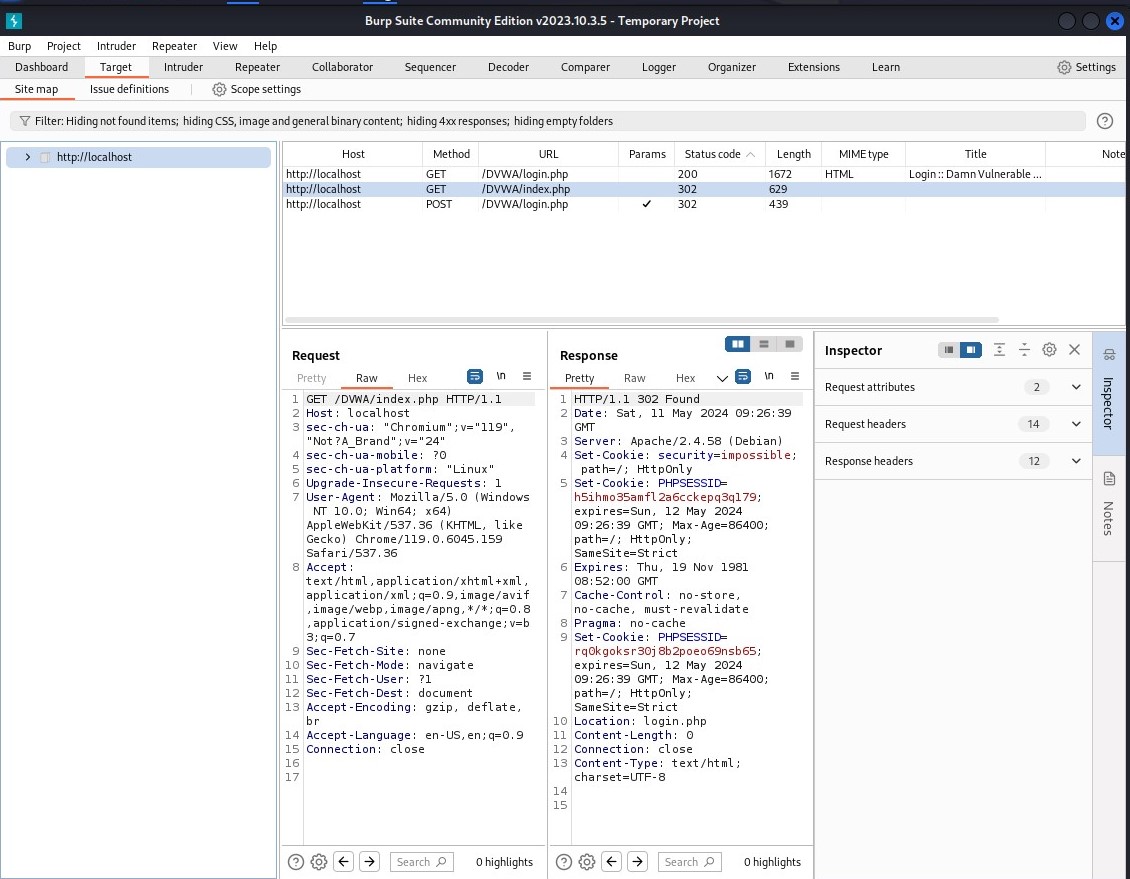 Burp Suite Community Edition v2023.10.3.5 - Temporary Project
Burp Project Intruder Repeater View Help
Dashboard Target Intruder Repeater Collaborator Sequencer Decoder Comparer Logger Organizer Extensions Learn Settings
Site map Issue definitions Scope settings
Filter: Hiding not found items; hiding CSS, image and general binary content; hiding 4xx responses; hiding empty folders
http://localhost
Host Method URL Params Status code Length MIME type Title Note
http://localhost GET /DVWA/login.php 200 1672 HTML Login :: Damn Vulnerable ...
http://localhost GET /DVWA/index.php 302 629
http://localhost POST /DVWA/login.php ✓ 302 439
Request
Pretty Raw Hex \n
1 GET /DVWA/index.php HTTP/1.1
2 Host: localhost
3 sec-ch-ua: "Chromium";v="119",
"Not?A_Brand";v="24"
4 sec-ch-ua-mobile: ?0
5 sec-ch-ua-platform: "Linux"
6 Upgrade-Insecure-Requests: 1
7 User-Agent: Mozilla/5.0 (Windows
NT 10.0; Win64; x64)
AppleWebKit/537.36 (KHTML, like
Gecko) Chrome/119.0.6045.159
Safari/537.36
8 Accept:
text/html,application/xhtml+xml,
application/xml;q=0.9,image/avif
,image/webp,image/apng,*/*;q=0.8
,application/signed-exchange;v=b
3;q=0.7
9 Sec-Fetch-Site: none
10 Sec-Fetch-Mode: navigate
11 Sec-Fetch-User: ?1
12 Sec-Fetch-Dest: document
13 Accept-Encoding: gzip, deflate,
br
14 Accept-Language: en-US,en;q=0.9
15 Connection: close
16
17
Search 0 highlights
Response
Pretty Raw Hex \n
1 HTTP/1.1 302 Found
2 Date: Sat, 11 May 2024 09:26:39
GMT
3 Server: Apache/2.4.58 (Debian)
4 Set-Cookie: security=impossible;
path=/; HttpOnly
5 Set-Cookie: PHPSESSID=
h5ihmo35amfl2a6cckepq3q179;
expires=Sun, 12 May 2024
09:26:39 GMT; Max-Age=86400;
path=/; HttpOnly;
SameSite=Strict
6 Expires: Thu, 19 Nov 1981
08:52:00 GMT
7 Cache-Control: no-store,
no-cache, must-revalidate
8 Pragma: no-cache
9 Set-Cookie: PHPSESSID=
rq0kgoksr30j8b2poeo69nsb65;
expires=Sun, 12 May 2024
09:26:39 GMT; Max-Age=86400;
path=/; HttpOnly;
SameSite=Strict
10 Location: login.php
11 Content-Length: 0
12 Connection: close
13 Content-Type: text/html;
charset=UTF-8
14
15
Search 0 highlights
Inspector
Request attributes 2
Request headers 14
Response headers 12
Inspector
Notes